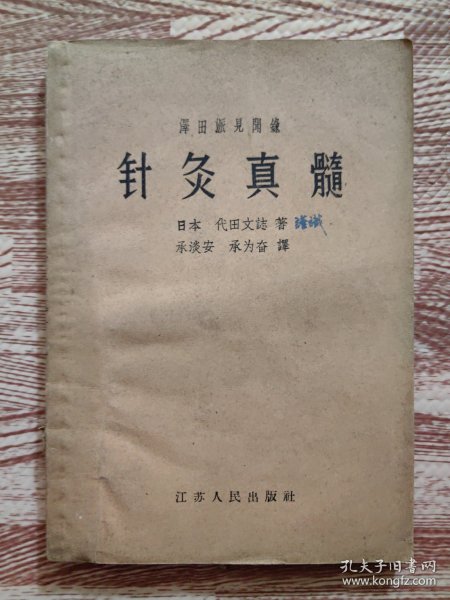 澤田派見聞錄
针灸真髓
日本 代田文誌 著
承淡安 承为奋 譯
江苏人民出版社
孔夫子旧书网
www.kongfz.com